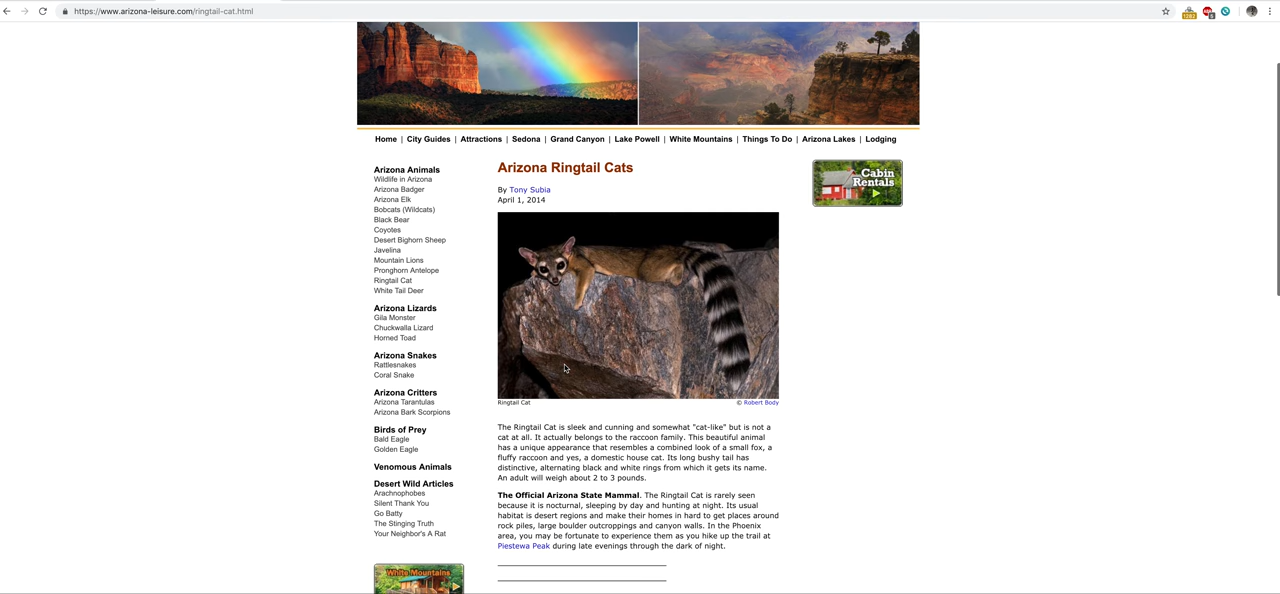 https://www.arizona-leisure.com/ringtail-cat.html
Home | City Guides | Attractions | Sedona | Grand Canyon | Lake Powell | White Mountains | Things To Do | Arizona Lakes | Lodging
Arizona Animals
Wildlife in Arizona
Arizona Badger
Arizona Elk
Bobcats (Wildcats)
Black Bear
Coyotes
Desert Bighorn Sheep
Javelina
Mountain Lions
Pronghorn Antelope
Ringtail Cat
White Tail Deer
Arizona Lizards
Gila Monster
Chuckwalla Lizard
Horned Toad
Arizona Snakes
Rattlesnakes
Coral Snake
Arizona Critters
Arizona Tarantulas
Arizona Bark Scorpions
Birds of Prey
Bald Eagle
Golden Eagle
Venomous Animals
Desert Wild Articles
Arachnophobes
Silent Thank You
Go Batty
The Stinging Truth
Your Neighbor's A Rat
White Mountains
Arizona Ringtail Cats
By Tony Subia
April 1, 2014
Ringtail Cat
© Robert Body
The Ringtail Cat is sleek and cunning and somewhat "cat-like" but is not a
cat at all. It actually belongs to the raccoon family. This beautiful animal
has a unique appearance that resembles a combined look of a small fox, a
fluffy raccoon and yes, a domestic house cat. Its long bushy tail has
distinctive, alternating black and white rings from which it gets its name.
An adult will weigh about 2 to 3 pounds.
The Official Arizona State Mammal. The Ringtail Cat is rarely seen
because it is nocturnal, sleeping by day and hunting at night. Its usual
habitat is desert regions and make their homes in hard to get places around
rock piles, large boulder outcroppings and canyon walls. In the Phoenix
area, you may be fortunate to experience them as you hike up the trail at
Piestewa Peak during late evenings through the dark of night.
Cabin
Rentals